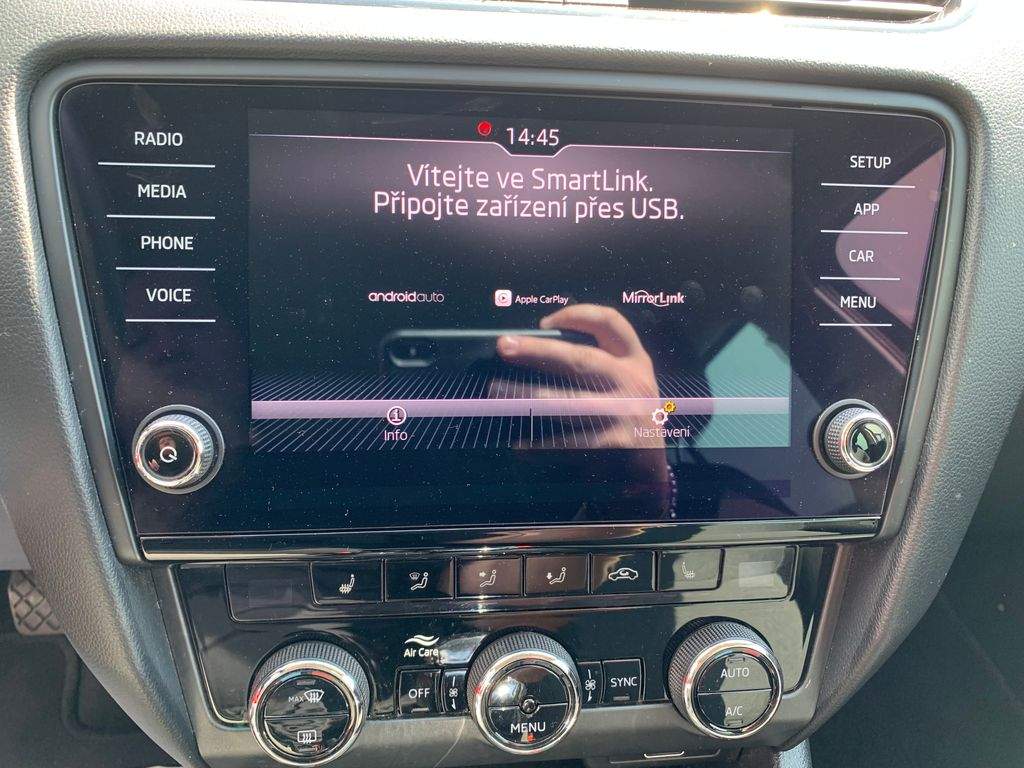 14:45
RADIO
MEDIA
PHONE
VOICE
Vítejte ve SmartLink.
Připojte zařízení přes USB.
androidauto
Apple CarPlay
MirrorLink
Info
Nastavení
SETUP
APP
CAR
MENU
Air Care
MAX
OFF
MENU
SYNC
AUTO
A/C